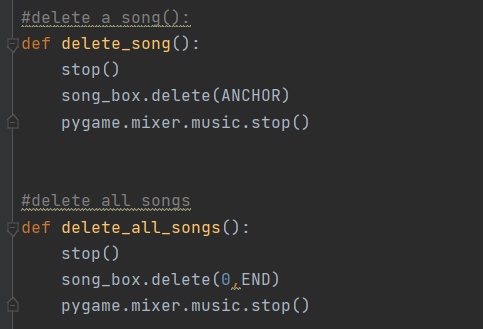 #delete a song():
def delete_song():
    stop()
    song_box.delete(ANCHOR)
    pygame.mixer.music.stop()
#delete all songs
def delete_all_songs():
    stop()
    song_box.delete(0,END)
    pygame.mixer.music.stop()